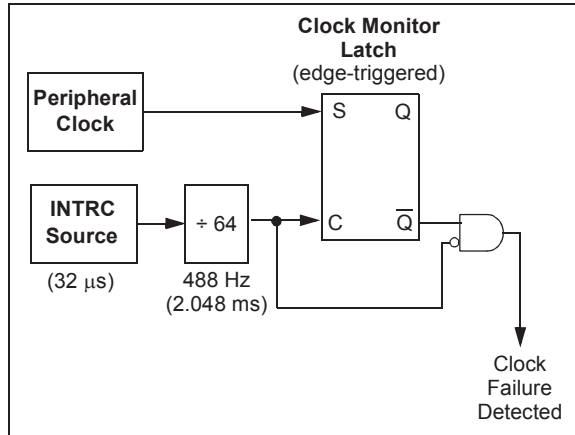 Clock Monitor
Latch
(edge-triggered)
Peripheral
Clock
S
Q
INTRC
Source
(32 μs)
÷ 64
488 Hz
(2.048 ms)
C
Q̅
Clock
Failure
Detected